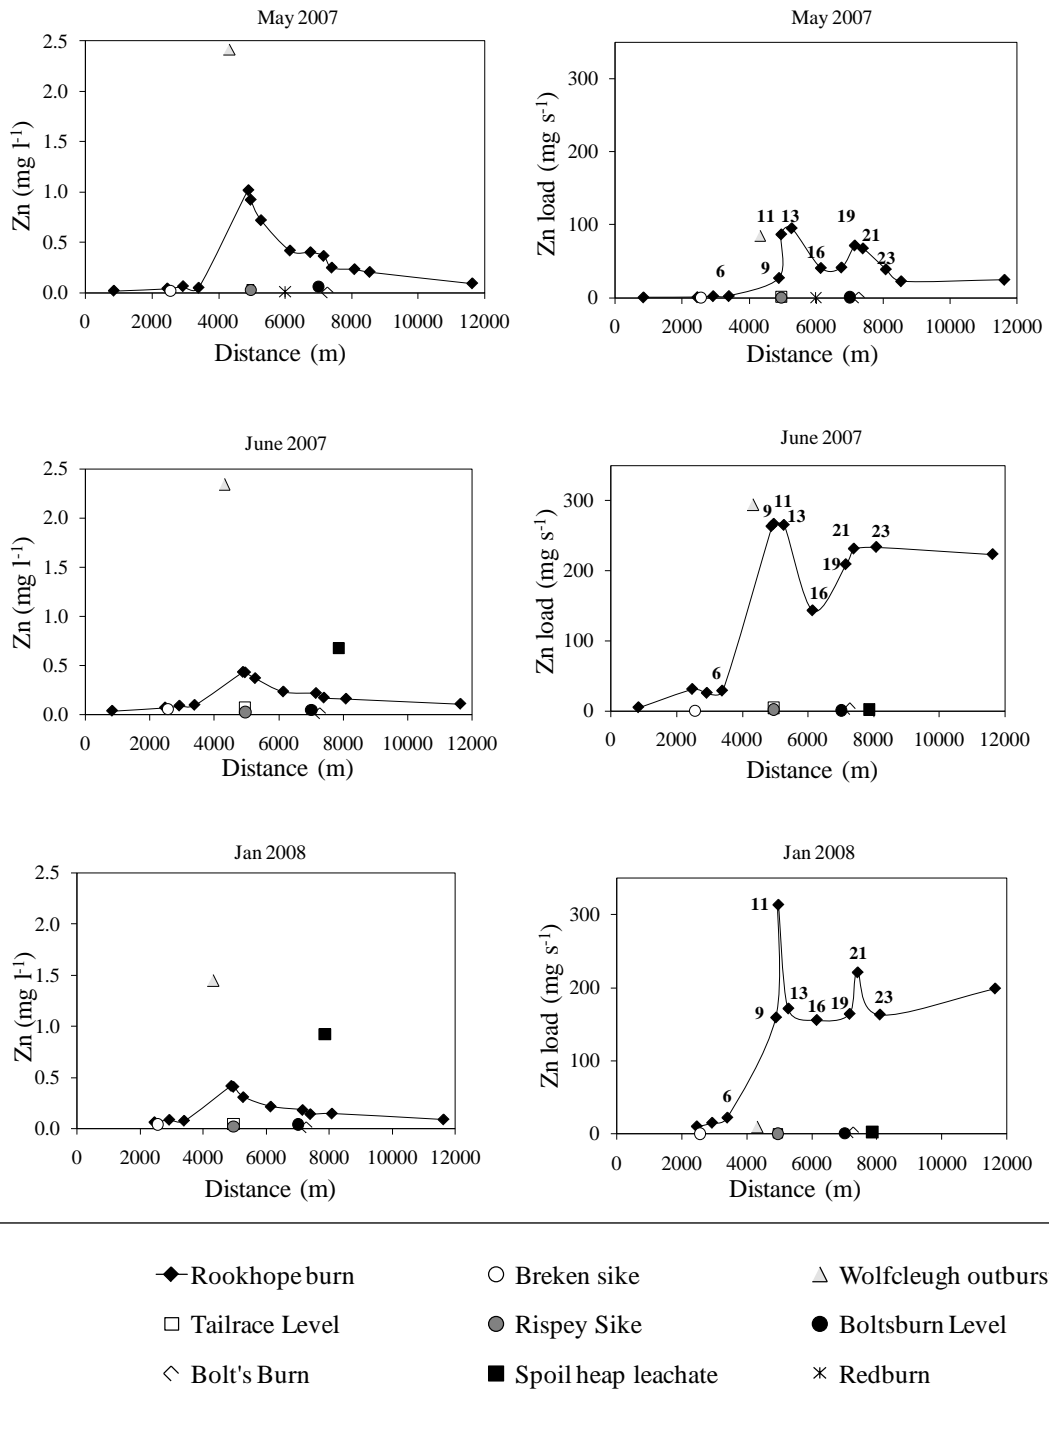 May 2007
2.5
2.0
1.5
1.0
0.5
0.0
Zn (mg l-1)
0 2000 4000 6000 8000 10000 12000
Distance (m)
May 2007
300
200
100
0
Zn load (mg s-1)
6 9 11 13 16 19 21 23
0 2000 4000 6000 8000 10000 12000
Distance (m)
June 2007
2.5
2.0
1.5
1.0
0.5
0.0
Zn (mg l-1)
0 2000 4000 6000 8000 10000 12000
Distance (m)
June 2007
300
200
100
0
Zn load (mg s-1)
6 9 11 13 16 19 21 23
0 2000 4000 6000 8000 10000 12000
Distance (m)
Jan 2008
2.5
2.0
1.5
1.0
0.5
0.0
Zn (mg l-1)
0 2000 4000 6000 8000 10000 12000
Distance (m)
Jan 2008
300
200
100
0
Zn load (mg s-1)
6 9 11 13 16 19 21 23
0 2000 4000 6000 8000 10000 12000
Distance (m)
Rookhope burn Breken sike Wolfcleugh outburs
Tailrace Level Rispey Sike Boltsburn Level
Bolt's Burn Spoil heap leachate Redburn